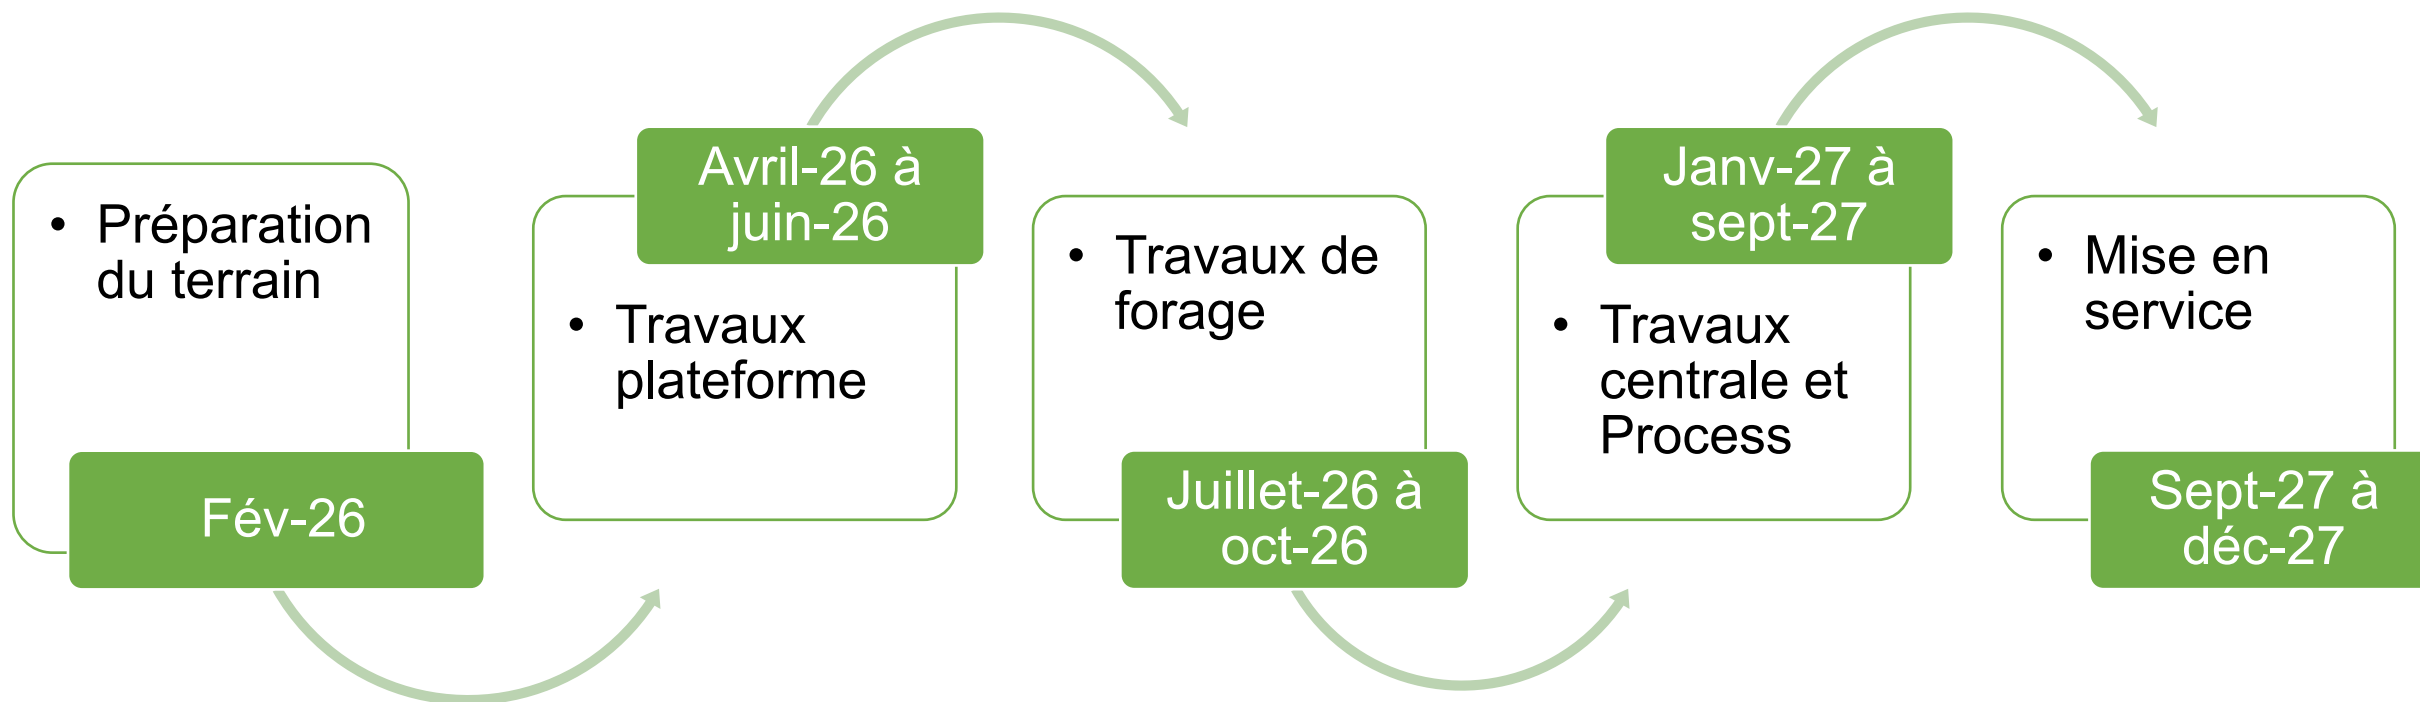 • Préparation
du terrain
Fév-26
Avril-26 à
juin-26
• Travaux
plateforme
• Travaux de
forage
Juillet-26 à
oct-26
Janv-27 à
sept-27
• Travaux
centrale et
Process
• Mise en
service
Sept-27 à
déc-27